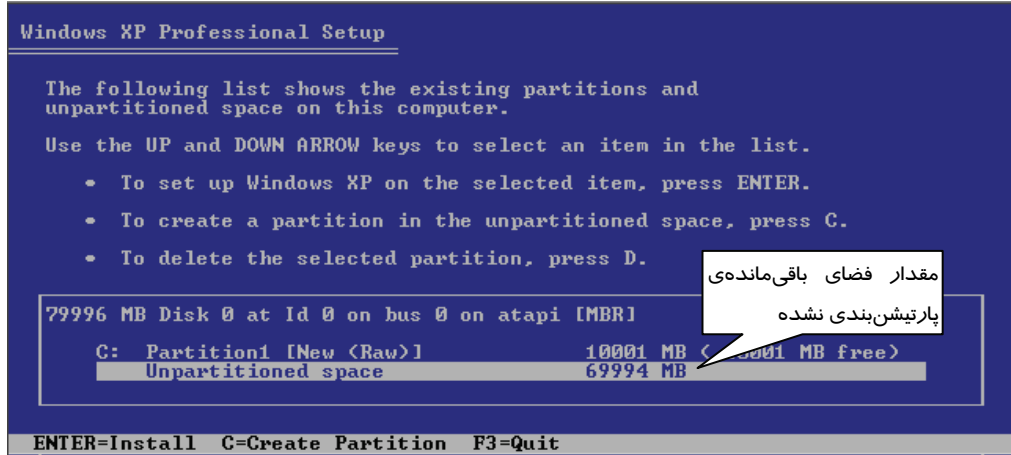 Windows XP Professional Setup
The following list shows the existing partitions and
unpartitioned space on this computer.
Use the UP and DOWN ARROW keys to select an item in the list.
• To set up Windows XP on the selected item, press ENTER.
• To create a partition in the unpartitioned space, press C.
• To delete the selected partition, press D.
مقدار فضای باقی‌مانده‌ی
پارتیشن‌بندی نشده
79996 MB Disk 0 at Id 0 on bus 0 on atapi [MBR]
C: Partition1 [New (Raw)] 10001 MB ( MB free)
Unpartitioned space 69994 MB
ENTER=Install C=Create Partition F3=Quit